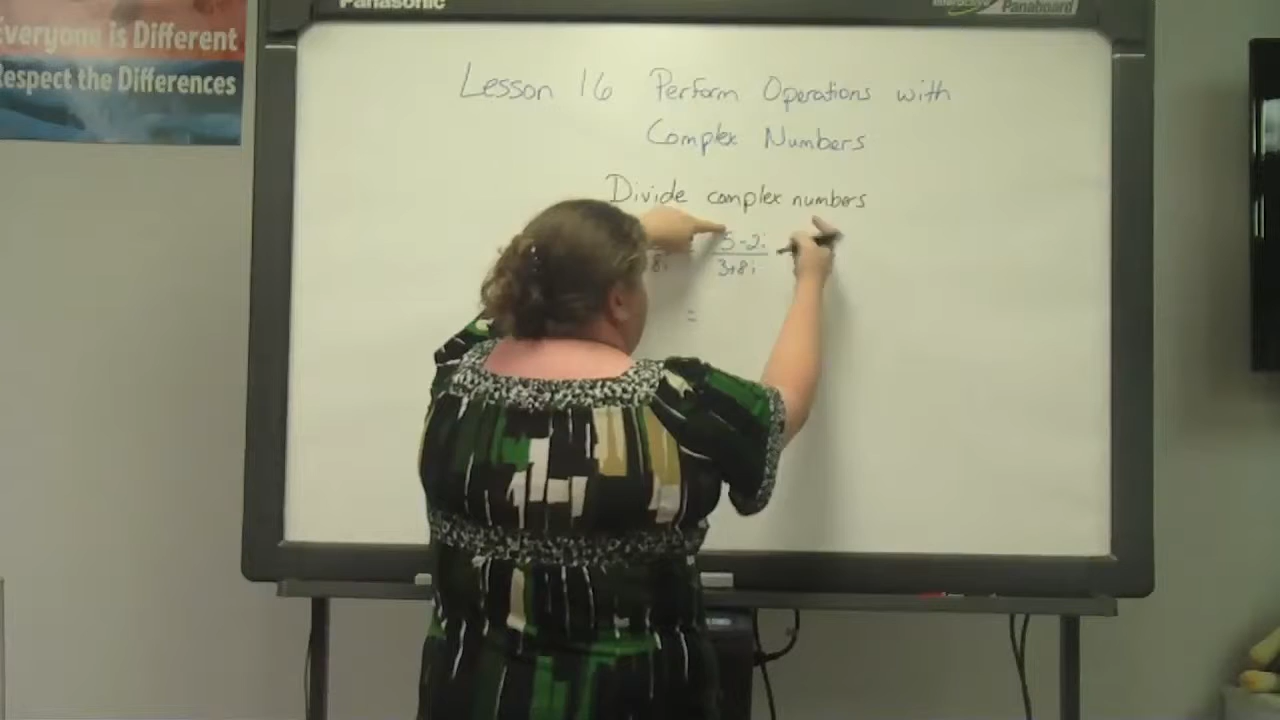 Panasonic
Panaboard
Everyone is Different
Respect the Differences
Lesson 16 Perform Operations with
Complex Numbers
Divide complex numbers
8i = 5-2i
3+8i
=